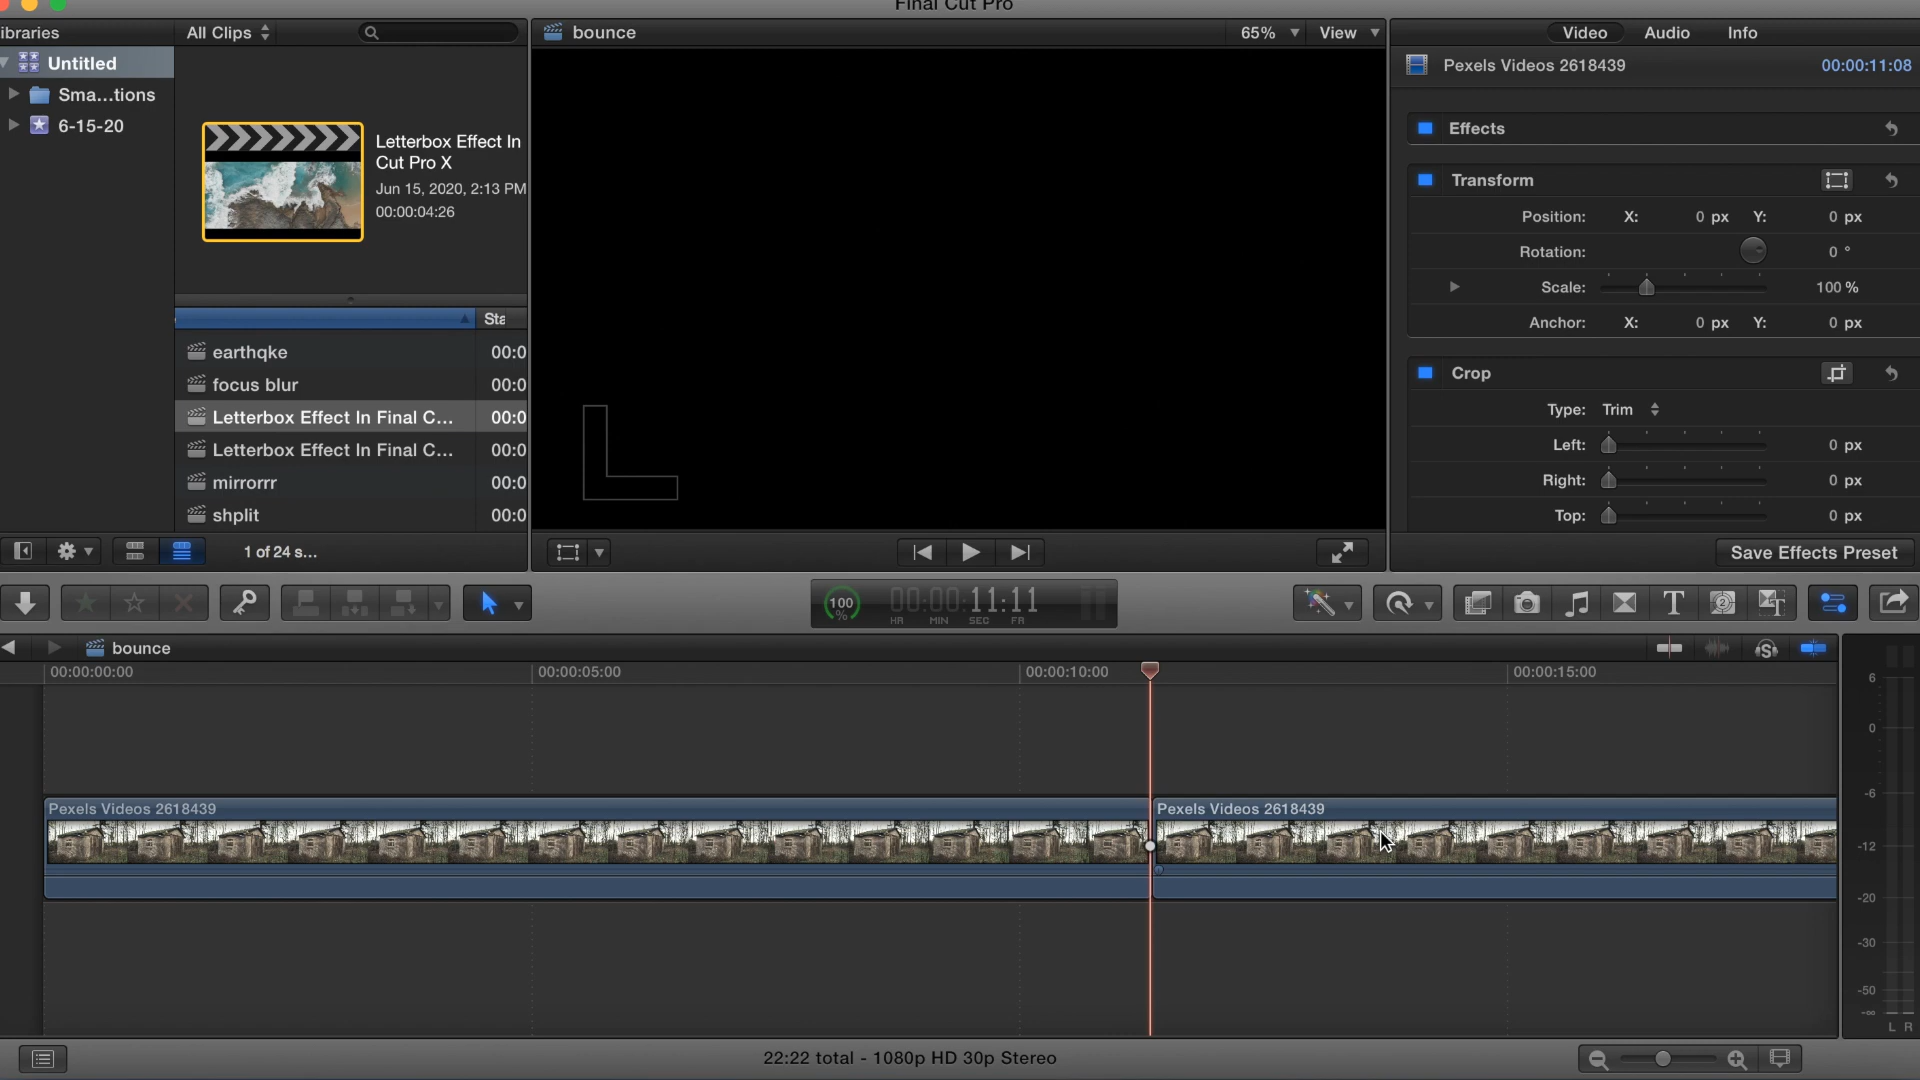 Final Cut Pro
ibraries
All Clips
bounce
65%
View
Video
Audio
Info
Untitled
Sma...tions
6-15-20
Letterbox Effect In
Cut Pro X
Jun 15, 2020, 2:13 PM
00:00:04:26
Pexels Videos 2618439
00:00:11:08
Effects
Transform
Position: X: 0 px Y: 0 px
Rotation: 0 °
Scale: 100 %
Anchor: X: 0 px Y: 0 px
Crop
Type: Trim
Left: 0 px
Right: 0 px
Top: 0 px
Save Effects Preset
Sta
earthqke 00:0
focus blur 00:0
Letterbox Effect In Final C... 00:0
Letterbox Effect In Final C... 00:0
mirrorrr 00:0
shplit 00:0
1 of 24 s...
100
%
00:00:11:11
HR MIN SEC FR
bounce
00:00:00:00
00:00:05:00
00:00:10:00
00:00:15:00
Pexels Videos 2618439
Pexels Videos 2618439
6
0
-6
-12
-20
-30
-50
-∞
L R
22:22 total - 1080p HD 30p Stereo